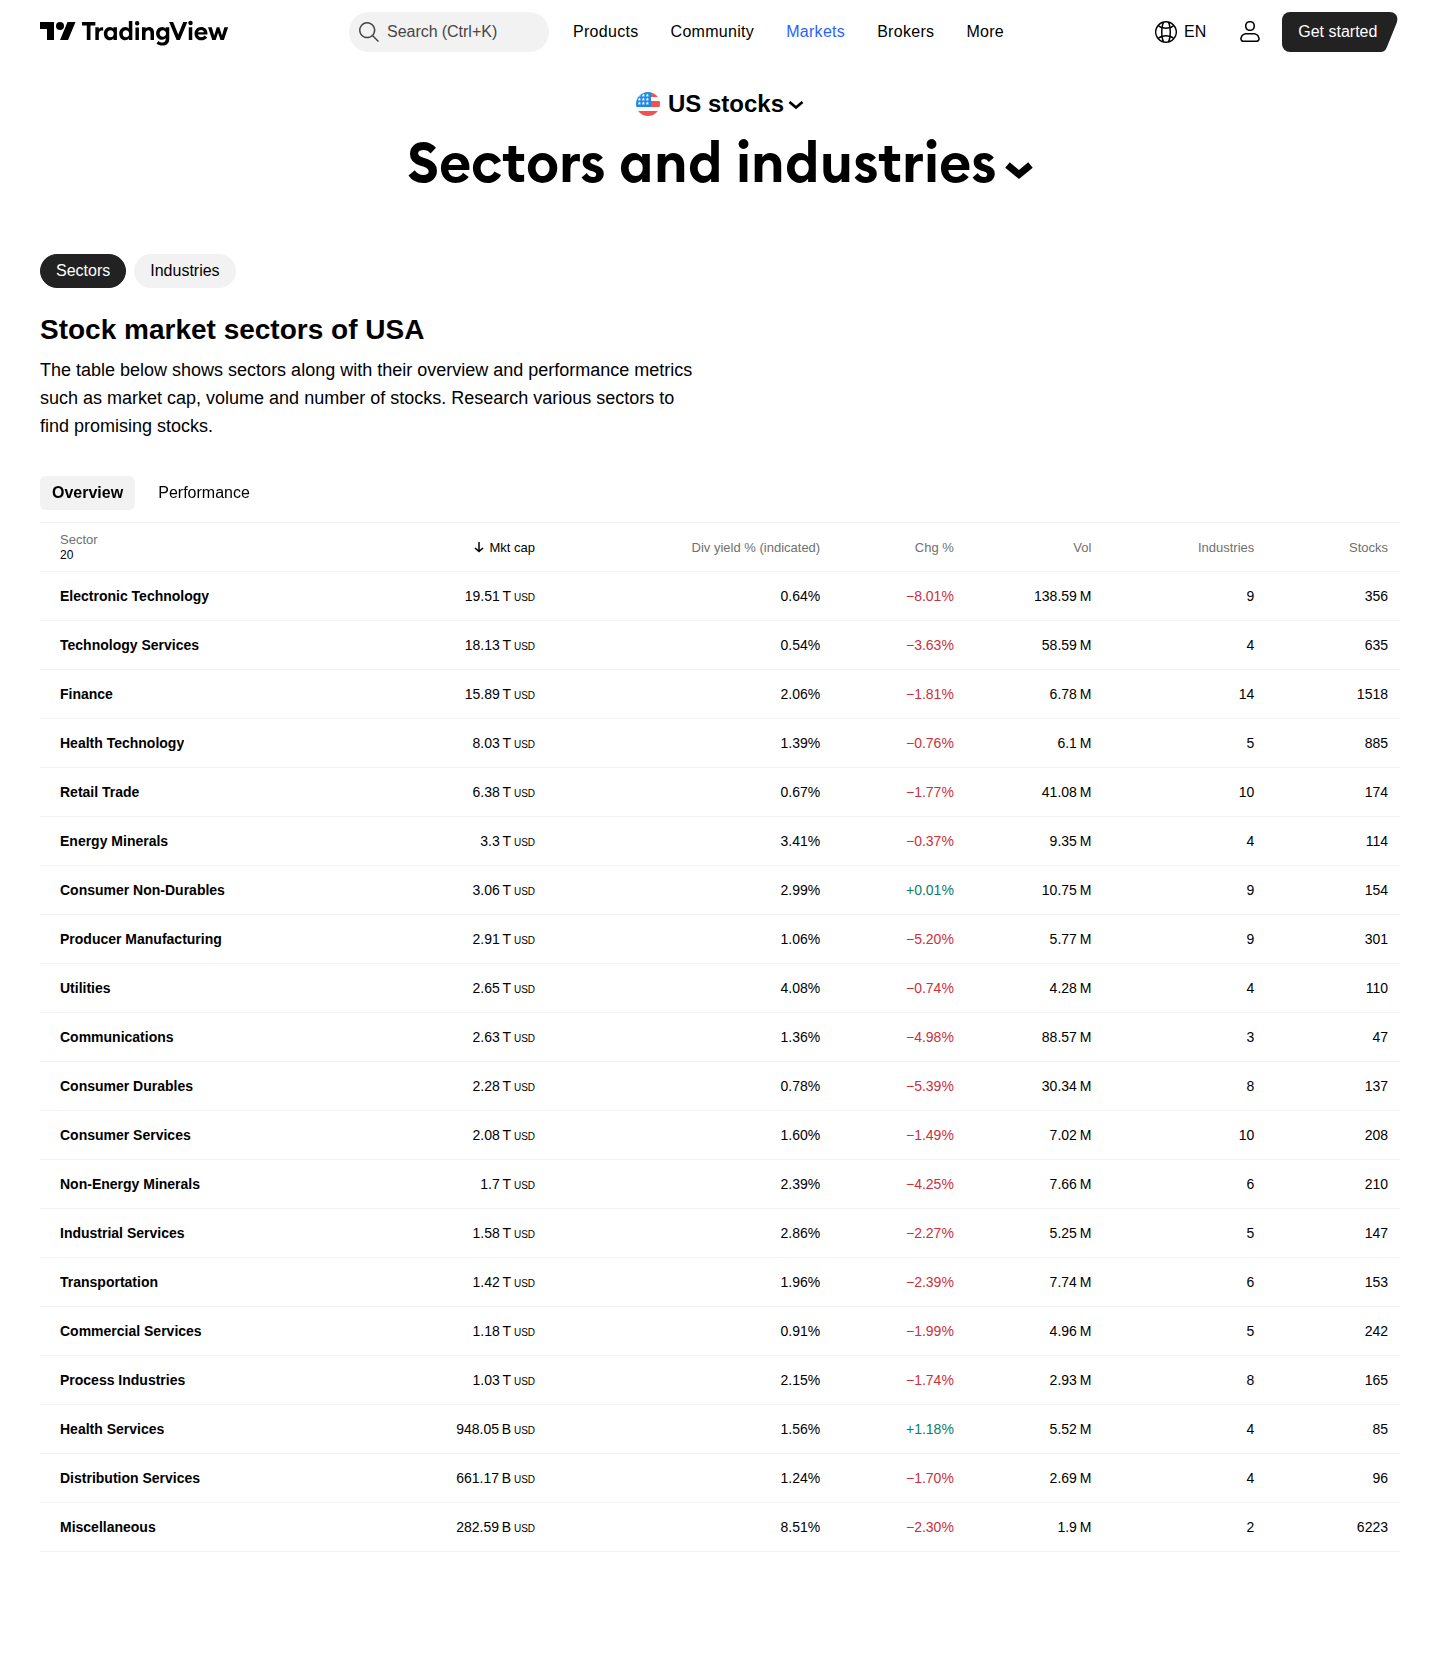 TradingView
Search (Ctrl+K)
Products
Community
Markets
Brokers
More
EN
Get started
US stocks
Sectors and industries
Sectors
Industries
Stock market sectors of USA
The table below shows sectors along with their overview and performance metrics
such as market cap, volume and number of stocks. Research various sectors to
find promising stocks.
Overview
Performance
Sector Mkt cap Div yield % (indicated) Chg % Vol Industries Stocks
20
Electronic Technology 19.51 T USD 0.64% −8.01% 138.59 M 9 356
Technology Services 18.13 T USD 0.54% −3.63% 58.59 M 4 635
Finance 15.89 T USD 2.06% −1.81% 6.78 M 14 1518
Health Technology 8.03 T USD 1.39% −0.76% 6.1 M 5 885
Retail Trade 6.38 T USD 0.67% −1.77% 41.08 M 10 174
Energy Minerals 3.3 T USD 3.41% −0.37% 9.35 M 4 114
Consumer Non-Durables 3.06 T USD 2.99% +0.01% 10.75 M 9 154
Producer Manufacturing 2.91 T USD 1.06% −5.20% 5.77 M 9 301
Utilities 2.65 T USD 4.08% −0.74% 4.28 M 4 110
Communications 2.63 T USD 1.36% −4.98% 88.57 M 3 47
Consumer Durables 2.28 T USD 0.78% −5.39% 30.34 M 8 137
Consumer Services 2.08 T USD 1.60% −1.49% 7.02 M 10 208
Non-Energy Minerals 1.7 T USD 2.39% −4.25% 7.66 M 6 210
Industrial Services 1.58 T USD 2.86% −2.27% 5.25 M 5 147
Transportation 1.42 T USD 1.96% −2.39% 7.74 M 6 153
Commercial Services 1.18 T USD 0.91% −1.99% 4.96 M 5 242
Process Industries 1.03 T USD 2.15% −1.74% 2.93 M 8 165
Health Services 948.05 B USD 1.56% +1.18% 5.52 M 4 85
Distribution Services 661.17 B USD 1.24% −1.70% 2.69 M 4 96
Miscellaneous 282.59 B USD 8.51% −2.30% 1.9 M 2 6223